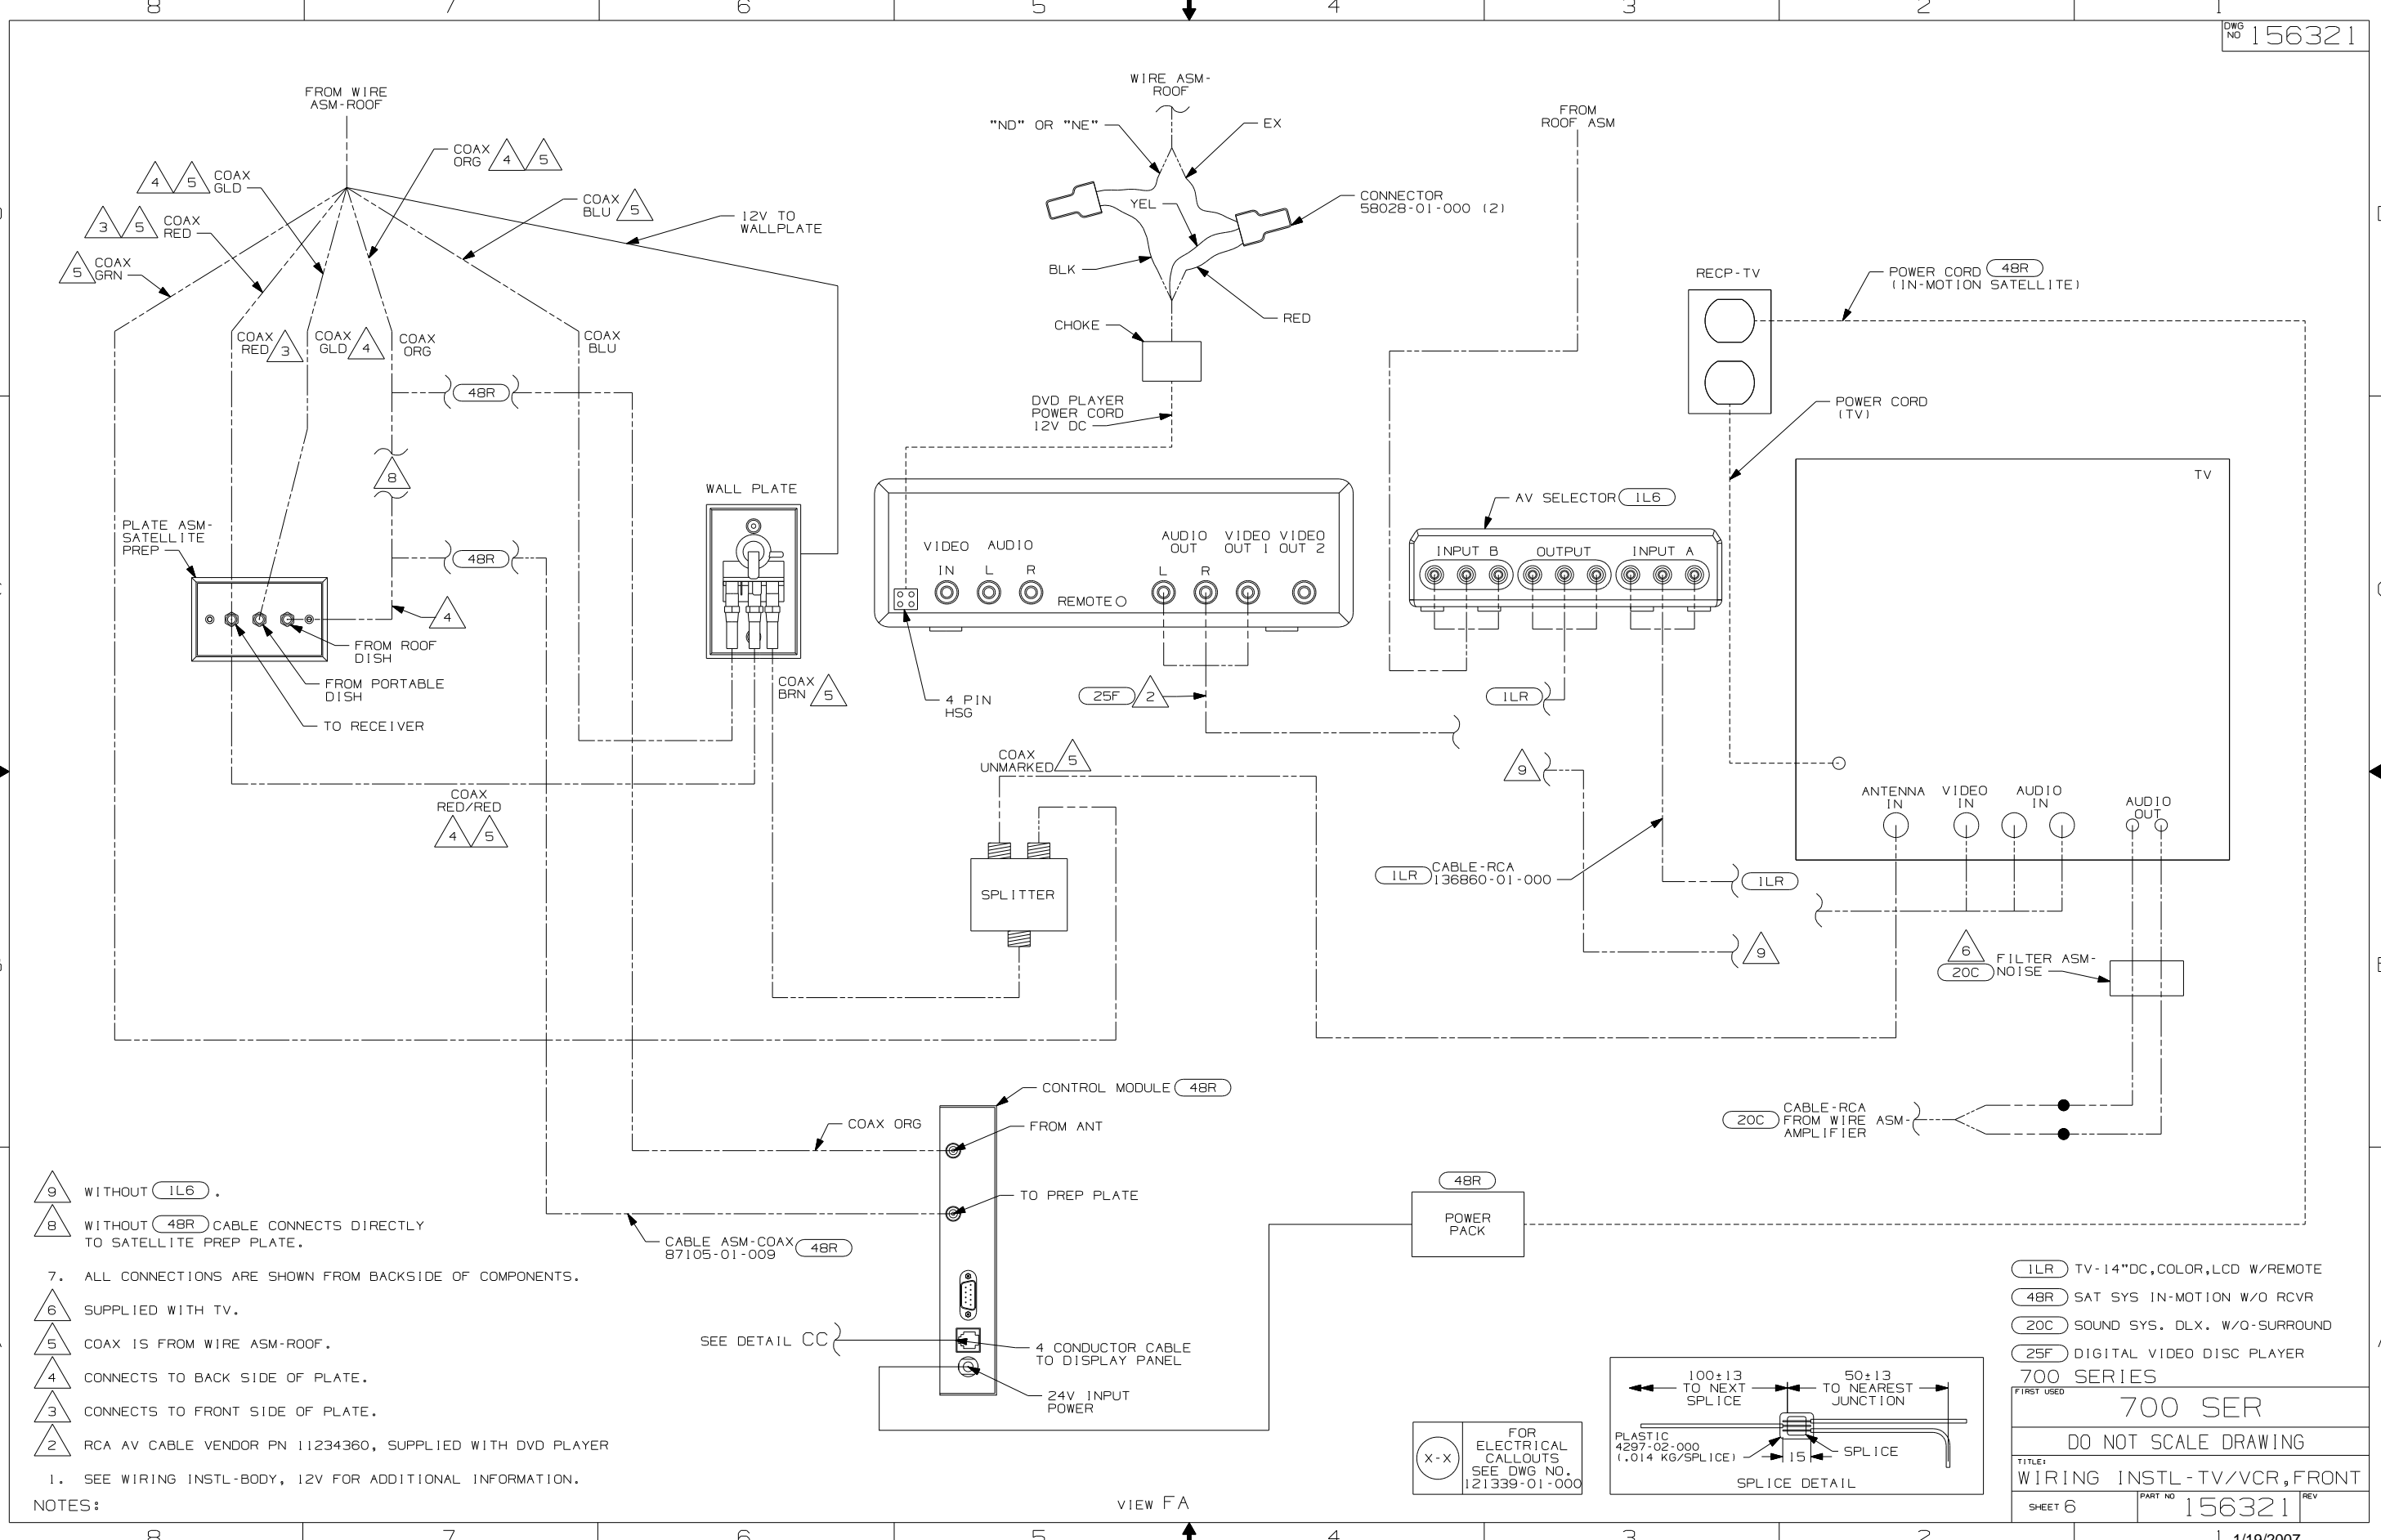 8 7 6 5 4 3 2 1
DWG NO 156321
FROM WIRE
ASM-ROOF
COAX
ORG 4 5
4 5 COAX
GLD
3 5 COAX
RED
5 COAX
GRN
COAX
BLU 5
12V TO
WALLPLATE
COAX
RED 3
COAX
GLD 4
COAX
ORG
COAX
BLU
48R
8
48R
4
PLATE ASM-
SATELLITE
PREP
FROM ROOF
DISH
FROM PORTABLE
DISH
TO RECEIVER
WALL PLATE
COAX
BRN 5
COAX
RED/RED
4 5
WIRE ASM-
ROOF
"ND" OR "NE"
EX
YEL
CONNECTOR
58028-01-000 (2)
BLK
RED
CHOKE
DVD PLAYER
POWER CORD
12V DC
VIDEO
IN
AUDIO
L R
REMOTE
AUDIO
OUT
L R
VIDEO
OUT 1
VIDEO
OUT 2
4 PIN
HSG
25F 2
COAX
UNMARKED 5
SPLITTER
FROM
ROOF ASM
RECP-TV
POWER CORD 48R
(IN-MOTION SATELLITE)
POWER CORD
(TV)
AV SELECTOR 1L6
INPUT B OUTPUT INPUT A
1LR
9
1LR CABLE-RCA
136860-01-000
1LR
9
TV
ANTENNA
IN
VIDEO
IN
AUDIO
IN
AUDIO
OUT
6
20C FILTER ASM-
NOISE
20C CABLE-RCA
FROM WIRE ASM-
AMPLIFIER
CONTROL MODULE 48R
COAX ORG
FROM ANT
TO PREP PLATE
CABLE ASM-COAX
87105-01-009 48R
SEE DETAIL CC
4 CONDUCTOR CABLE
TO DISPLAY PANEL
24V INPUT
POWER
48R
POWER
PACK
9 WITHOUT 1L6 .
8 WITHOUT 48R CABLE CONNECTS DIRECTLY
TO SATELLITE PREP PLATE.
7. ALL CONNECTIONS ARE SHOWN FROM BACKSIDE OF COMPONENTS.
6 SUPPLIED WITH TV.
5 COAX IS FROM WIRE ASM-ROOF.
4 CONNECTS TO BACK SIDE OF PLATE.
3 CONNECTS TO FRONT SIDE OF PLATE.
2 RCA AV CABLE VENDOR PN 11234360, SUPPLIED WITH DVD PLAYER
1. SEE WIRING INSTL-BODY, 12V FOR ADDITIONAL INFORMATION.
NOTES:
VIEW FA
X-X
FOR
ELECTRICAL
CALLOUTS
SEE DWG NO.
121339-01-000
100±13
TO NEXT
SPLICE
50±13
TO NEAREST
JUNCTION
PLASTIC
4297-02-000
(.014 KG/SPLICE)
15
SPLICE
SPLICE DETAIL
1LR TV-14"DC,COLOR,LCD W/REMOTE
48R SAT SYS IN-MOTION W/O RCVR
20C SOUND SYS. DLX. W/Q-SURROUND
25F DIGITAL VIDEO DISC PLAYER
700 SERIES
FIRST USED
700 SER
DO NOT SCALE DRAWING
TITLE:
WIRING INSTL-TV/VCR,FRONT
SHEET 6
PART NO 156321
REV
8 7 6 5 4 3 2 1
1/19/2007